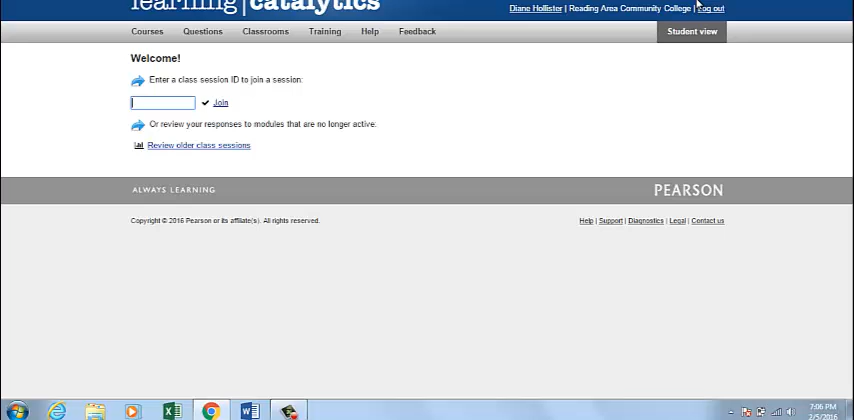 learning | catalytics
Diane Hollister | Reading Area Community College | Log out
Courses Questions Classrooms Training Help Feedback Student view
Welcome!
Enter a class session ID to join a session:
Join
Or review your responses to modules that are no longer active:
Review older class sessions
ALWAYS LEARNING PEARSON
Copyright © 2016 Pearson or its affiliate(s). All rights reserved. Help | Support | Diagnostics | Legal | Contact us
7:06 PM
2/5/2016